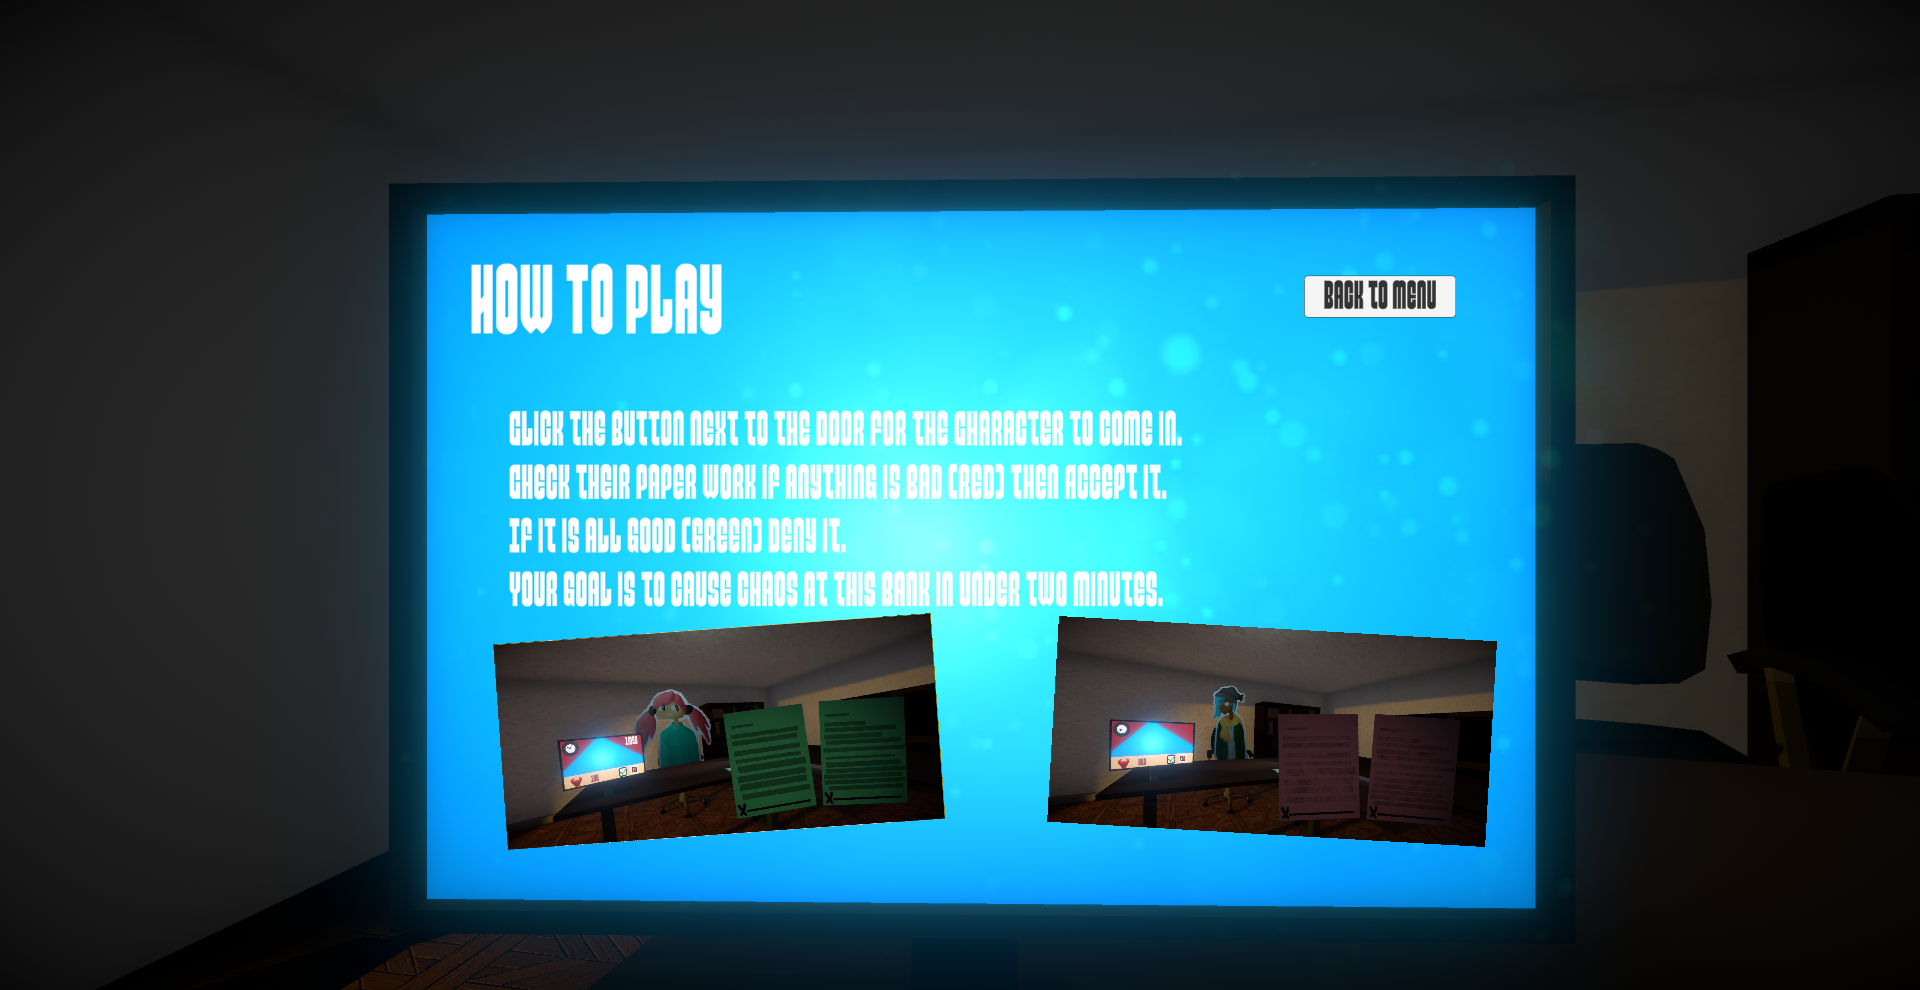 HOW TO PLAY
BACK TO MENU
CLICK THE BUTTON NEXT TO THE DOOR FOR THE CHARACTER TO COME IN.
CHECK THEIR PAPER WORK IF ANYTHING IS BAD (RED) THEN ACCEPT IT.
IF IT IS ALL GOOD (GREEN) DENY IT.
YOUR GOAL IS TO CAUSE CHAOS AT THIS BANK IN UNDER TWO MINUTES.
X
X
X
X